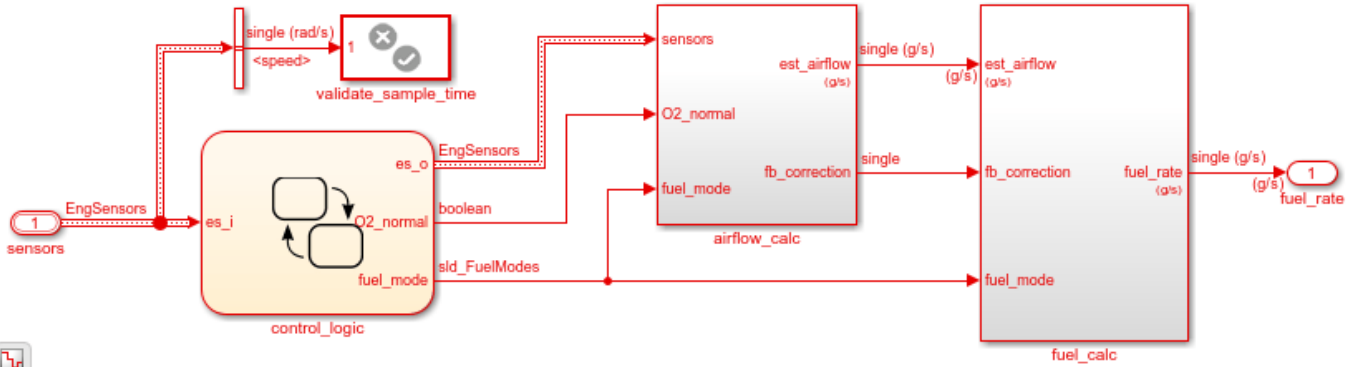 single (rad/s)
<speed>
1
validate_sample_time
EngSensors
1
sensors
es_i
es_o
O2_normal
fuel_mode
control_logic
EngSensors
boolean
sld_FuelModes
sensors
O2_normal
fuel_mode
est_airflow
(g/s)
fb_correction
airflow_calc
single (g/s)
(g/s)
single
est_airflow
(g/s)
fb_correction
fuel_mode
fuel_rate
(g/s)
fuel_calc
single (g/s)
(g/s)
1
fuel_rate